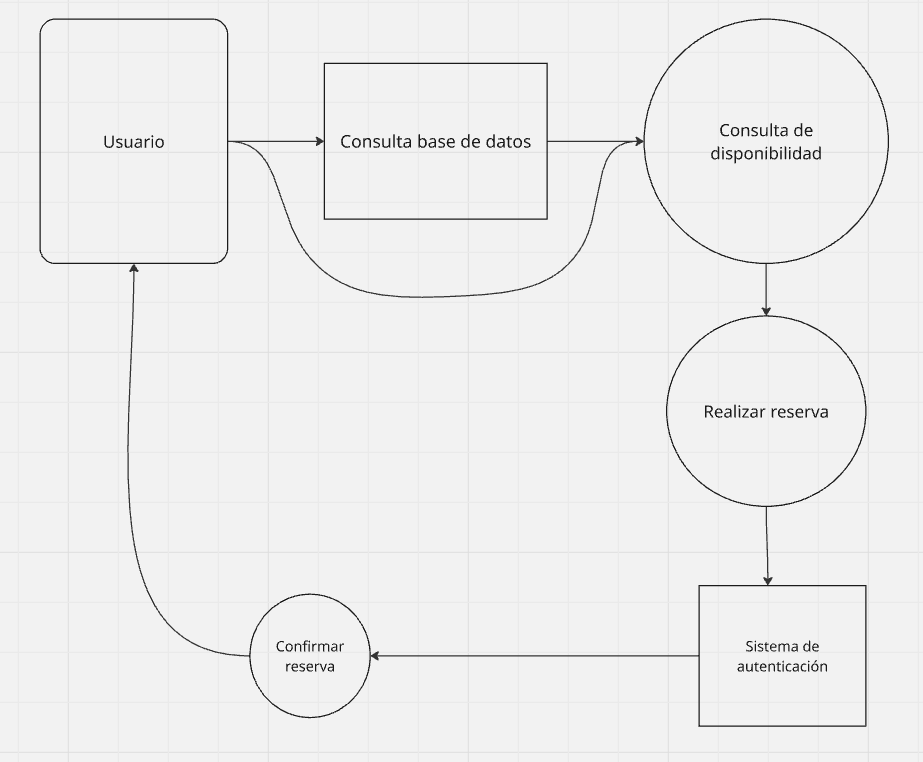 Usuario
Consulta base de datos
Consulta de
disponibilidad
Realizar reserva
Sistema de
autenticación
Confirmar
reserva